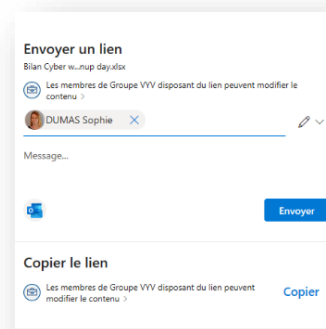 Envoyer un lien
Bilan Cyber w...nup day.xlsx
Les membres de Groupe VYV disposant du lien peuvent modifier le
contenu >
DUMAS Sophie
Message...
Envoyer
Copier le lien
Les membres de Groupe VYV disposant du lien peuvent
modifier le contenu >
Copier